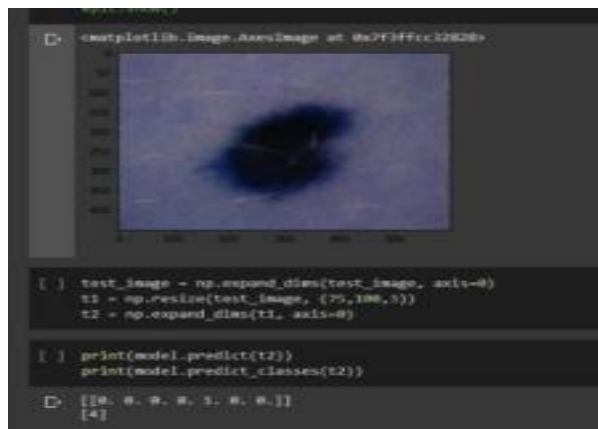 <matplotlib.image.AxesImage at 0x7f3ffcc32828>
0
[ ] test_image = np.expand_dims(test_image, axis=0)
t1 = np.resize(test_image, (75,100,3))
t2 = np.expand_dims(t1, axis=0)
[ ] print(model.predict(t2))
print(model.predict_classes(t2))
[[0. 0. 0. 0. 1. 0. 0.]]
[4]